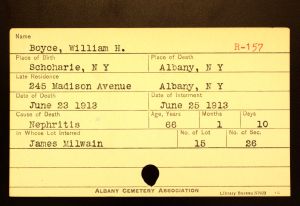 Name
Boyce, William H. R-157
Place of Birth Place of Death
Schoharie, N Y Albany, N Y
Late Residence
245 Madison Avenue Albany, N Y
Date of Death Date of Interment
June 23 1913 June 25 1913
Cause of Death Age, Years Months Days
Nephritis 66 1 10
In Whose Lot Interred No. of Lot No. of Sec.
James Milwain 15 26
ALBANY CEMETERY ASSOCIATION Library Bureau